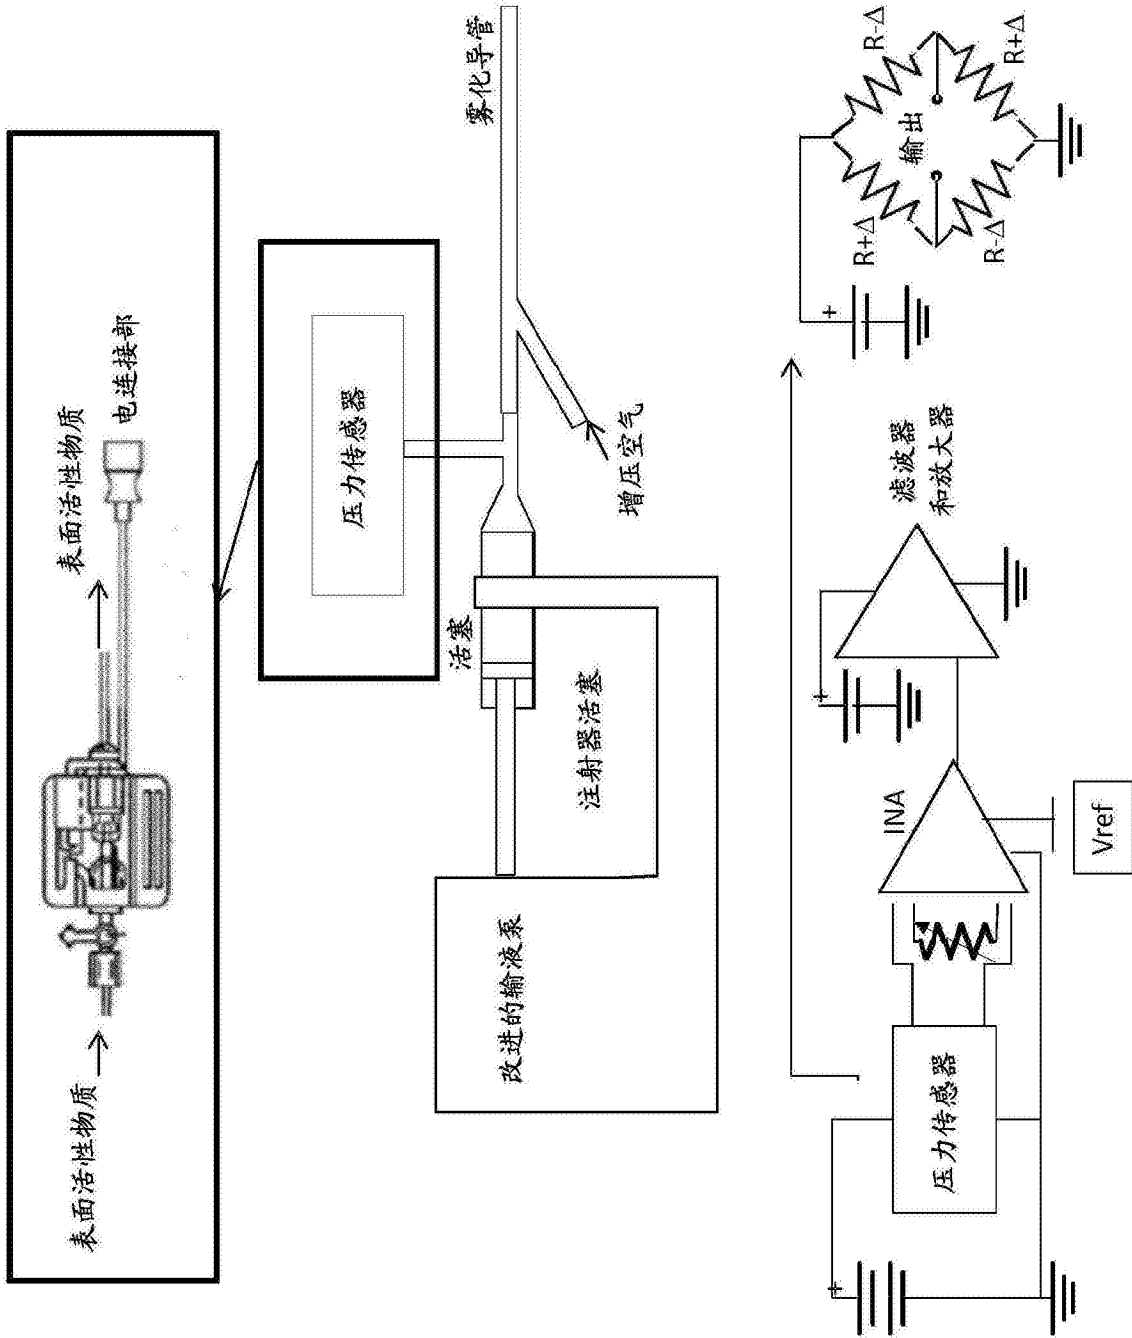 表面活性物质
表面活性物质
电连接部
压力传感器
雾化导管
活塞
增压空气
注射器活塞
改进的输液泵
+
压力传感器
INA
Vref
+
滤波器
和放大器
+
R+Δ
R-Δ
输出
R-Δ
R+Δ